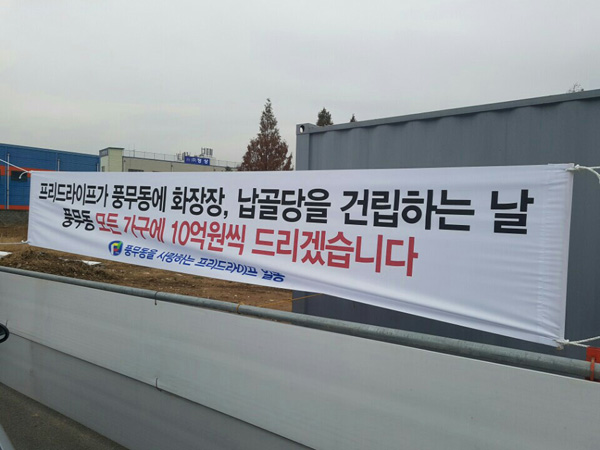 프리드라이프가 풍무동에 화장장, 납골당을 건립하는 날
풍무동 모든 가구에 10억원씩 드리겠습니다
풍무동을 사랑하는 프리드라이프 일동